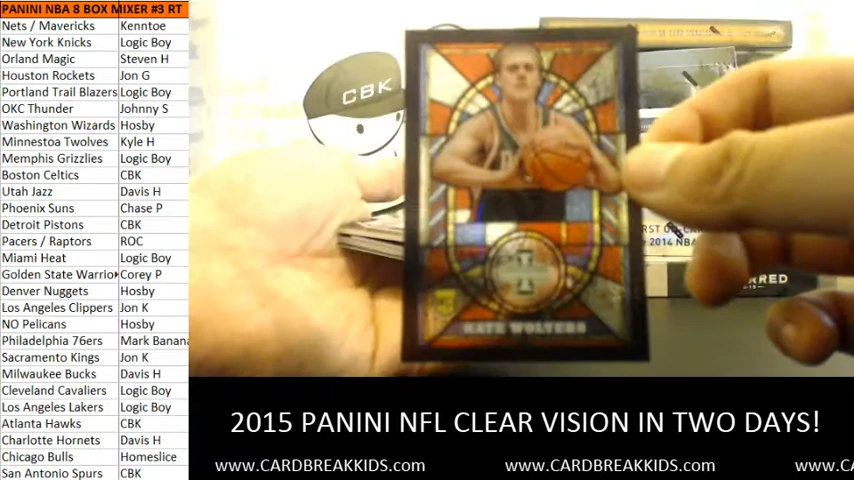 PANINI NBA 8 BOX MIXER #3 RT
Nets / Mavericks Kenntoe
New York Knicks Logic Boy
Orland Magic Steven H
Houston Rockets Jon G
Portland Trail Blazers Logic Boy
OKC Thunder Johnny S
Washington Wizards Hosby
Minnestoa Twolves Kyle H
Memphis Grizzlies Logic Boy
Boston Celtics CBK
Utah Jazz Davis H
Phoenix Suns Chase P
Detroit Pistons CBK
Pacers / Raptors ROC
Miami Heat Logic Boy
Golden State Warrior Corey P
Denver Nuggets Hosby
Los Angeles Clippers Jon K
NO Pelicans Hosby
Philadelphia 76ers Mark Banana
Sacramento Kings Jon K
Milwaukee Bucks Davis H
Cleveland Cavaliers Logic Boy
Los Angeles Lakers Logic Boy
Atlanta Hawks CBK
Charlotte Hornets Davis H
Chicago Bulls Homeslice
San Antonio Spurs CBK
CBK
NATE WOLTERS
2014 NBA
2015 PANINI NFL CLEAR VISION IN TWO DAYS!
www.CARDBREAKKIDS.com www.CARDBREAKKIDS.com www.CA